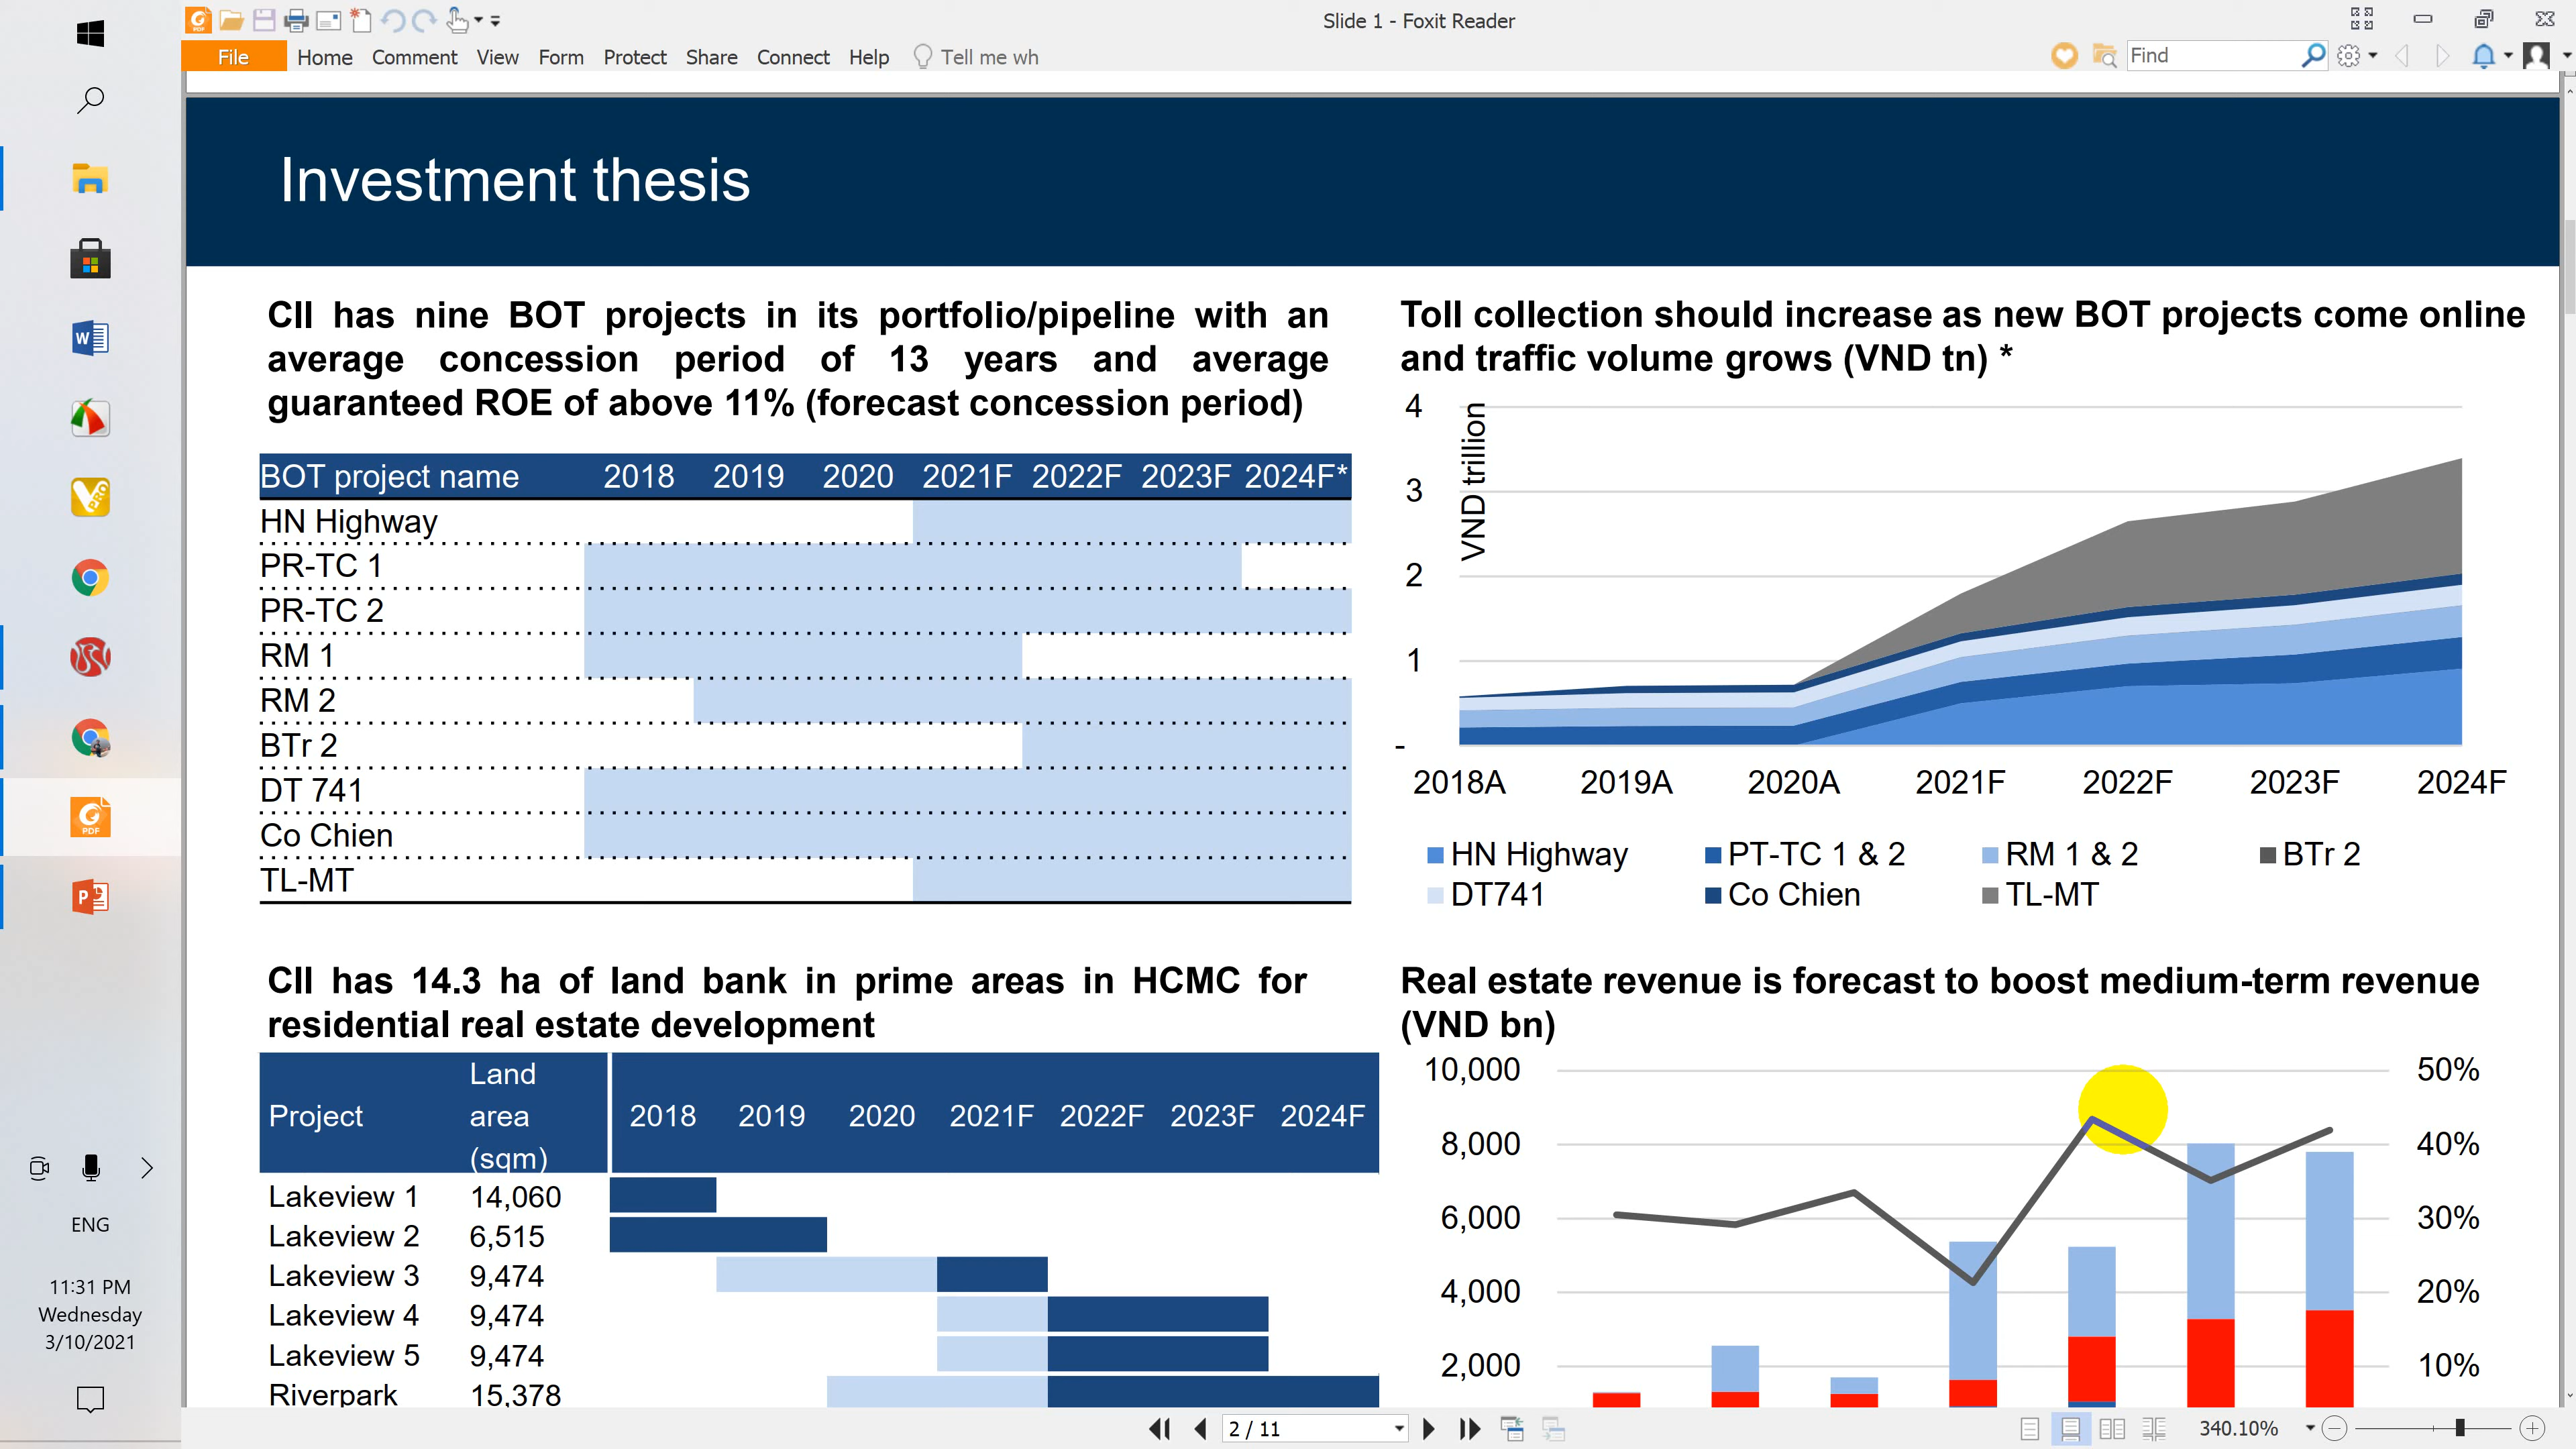 Slide 1 - Foxit Reader
File Home Comment View Form Protect Share Connect Help Tell me wh Find
Investment thesis
CII has nine BOT projects in its portfolio/pipeline with an
average concession period of 13 years and average
guaranteed ROE of above 11% (forecast concession period)
BOT project name 2018 2019 2020 2021F 2022F 2023F 2024F*
HN Highway
PR-TC 1
PR-TC 2
RM 1
RM 2
BTr 2
DT 741
Co Chien
TL-MT
Toll collection should increase as new BOT projects come online
and traffic volume grows (VND tn) *
VND trillion
4
3
2
1
-
2018A 2019A 2020A 2021F 2022F 2023F 2024F
HN Highway PT-TC 1 & 2 RM 1 & 2 BTr 2
DT741 Co Chien TL-MT
CII has 14.3 ha of land bank in prime areas in HCMC for
residential real estate development
Project Land area (sqm) 2018 2019 2020 2021F 2022F 2023F 2024F
Lakeview 1 14,060
Lakeview 2 6,515
Lakeview 3 9,474
Lakeview 4 9,474
Lakeview 5 9,474
Riverpark 15,378
Real estate revenue is forecast to boost medium-term revenue
(VND bn)
10,000 50%
8,000 40%
6,000 30%
4,000 20%
2,000 10%
ENG
11:31 PM
Wednesday
3/10/2021
2 / 11
340.10%